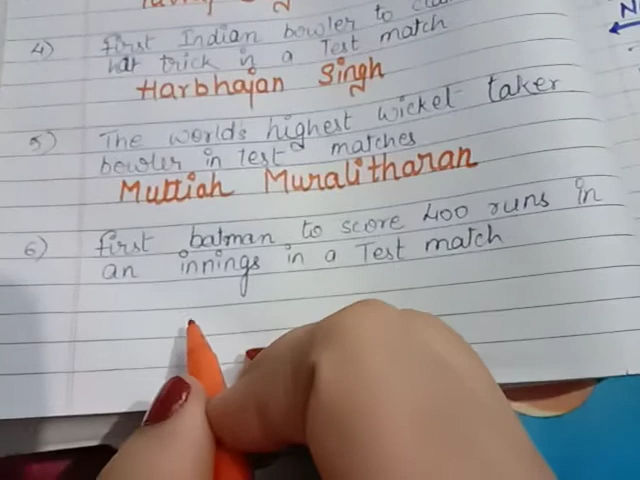 4) first Indian bowler to
hat trick in a Test match
Harbhajan Singh
5) The world's highest wicket taker
bowler in test matches
Muttiah Muralitharan
6) first batman to score 400 runs in
an innings in a Test match